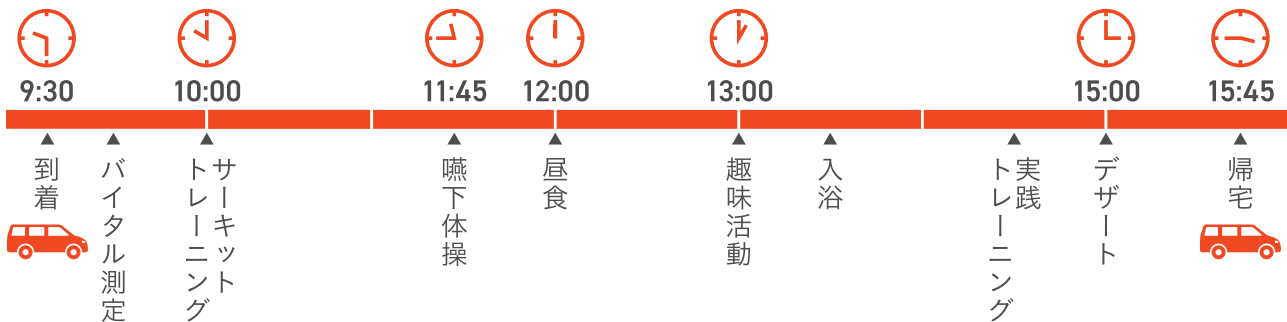 9:30
10:00
11:45
12:00
13:00
15:00
15:45
到着
バイタル測定
サーキット
トレーニング
嚥下体操
昼食
趣味活動
入浴
実践
トレーニング
デザート
帰宅